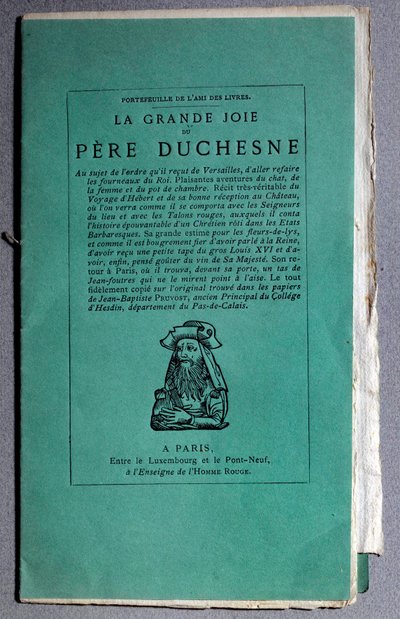 PORTEFEUILLE DE L'AMI DES LIVRES.
LA GRANDE JOIE
DU
PÈRE DUCHESNE
Au sujet de l'ordre qu'il reçut de Versailles, d'aller refaire
les fourneaux du Roi. Plaisantes aventures du chat, de
la femme et du pot de chambre. Récit très-véritable du
Voyage d'Hébert et de sa bonne réception au Château,
où l'on verra comme il se comporta avec les Seigneurs
du lieu et avec les Talons rouges, auxquels il conta
l'histoire épouvantable d'un Chrétien rôti dans les Etats
Barbaresques. Sa grande estime pour les fleurs-de-lys,
et comme il est bougrement fier d'avoir parlé à la Reine,
d'avoir reçu une petite tape du gros Louis XVI et d'a-
voir, enfin, pensé goûter du vin de Sa Majesté. Son re-
tour à Paris, où il trouva, devant sa porte, un tas de
Jean-foutres qui ne le mirent point à l'aise. Le tout
fidèlement copié sur l'original trouvé dans les papiers
de Jean-Baptiste PRUVOST, ancien Principal du Collége
d'Hesdin, département du Pas-de-Calais.
A PARIS,
Entre le Luxembourg et le Pont-Neuf,
à l'Enseigne de l'HOMME ROUGE.